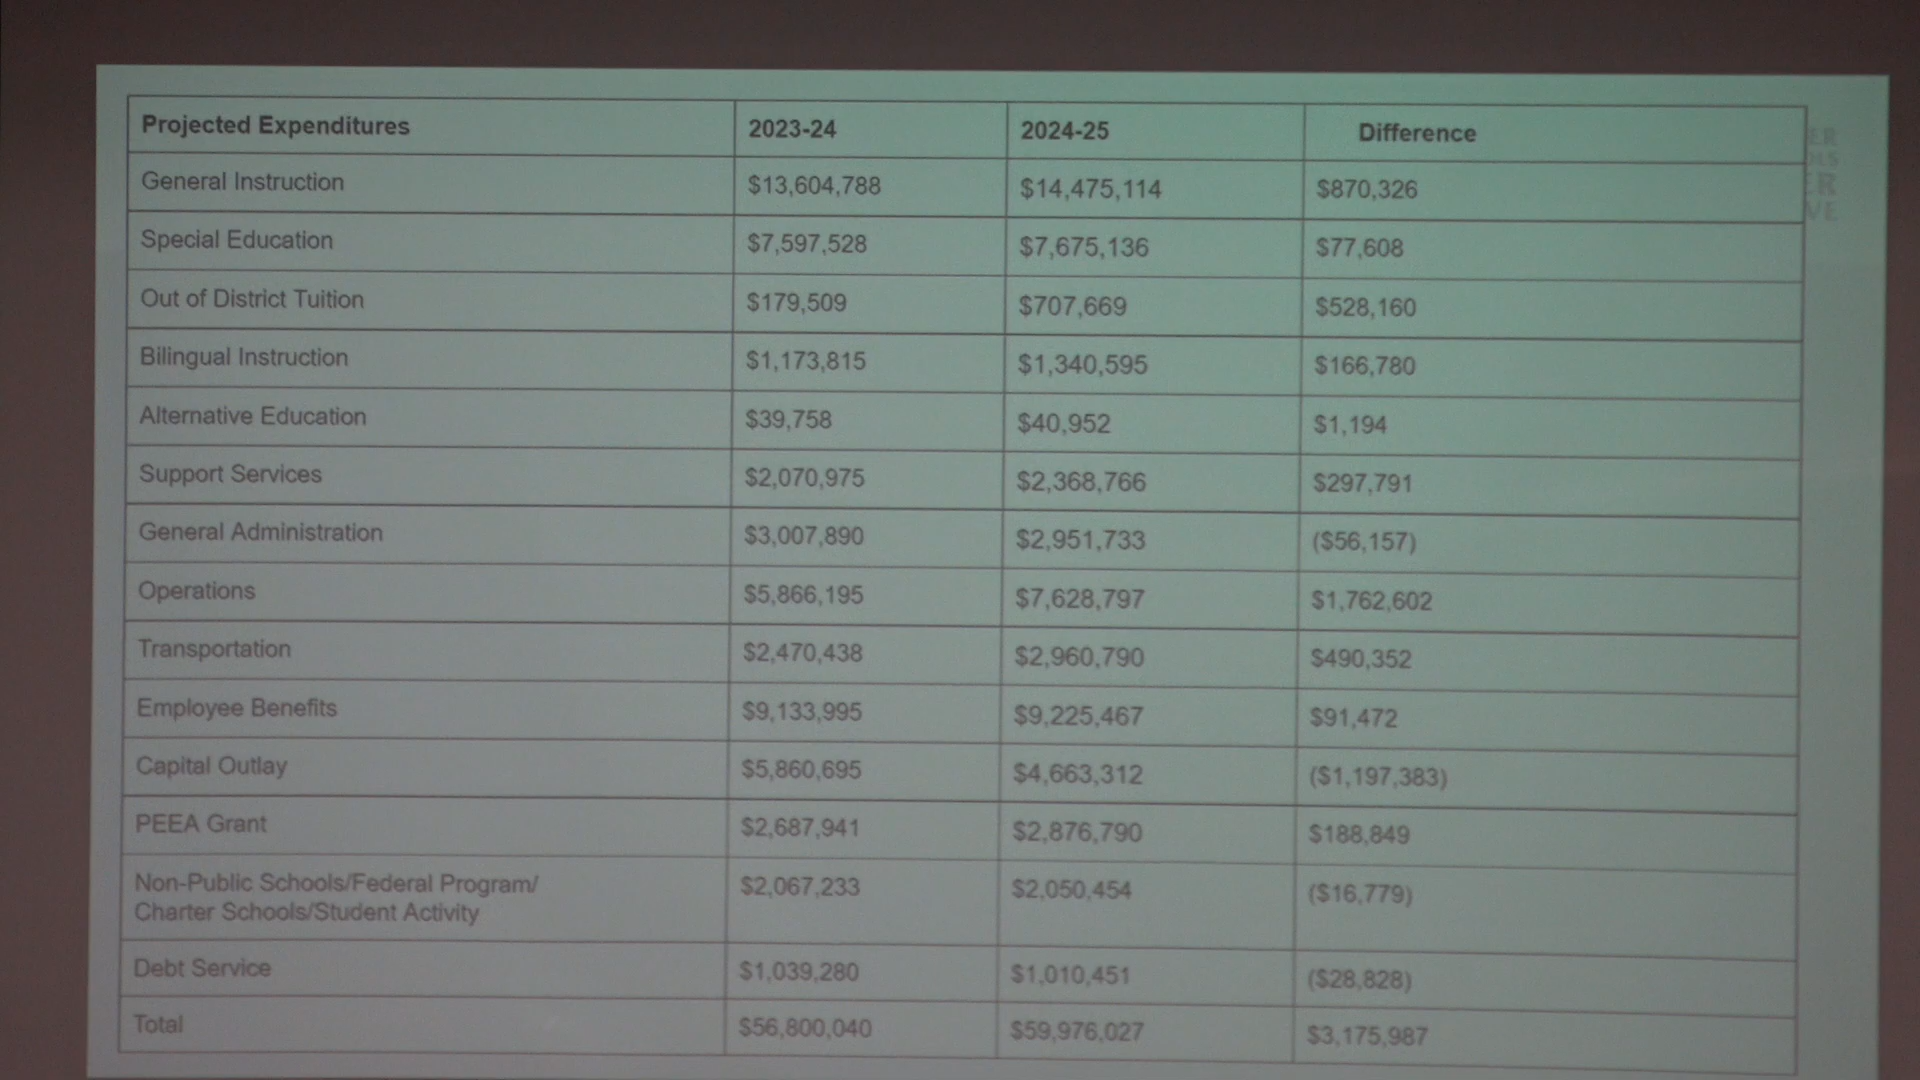 Projected Expenditures 2023-24 2024-25 Difference
General Instruction $13,604,788 $14,475,114 $870,326
Special Education $7,597,528 $7,675,136 $77,608
Out of District Tuition $179,509 $707,669 $528,160
Bilingual Instruction $1,173,815 $1,340,595 $166,780
Alternative Education $39,758 $40,952 $1,194
Support Services $2,070,975 $2,368,766 $297,791
General Administration $3,007,890 $2,951,733 ($56,157)
Operations $5,866,195 $7,628,797 $1,762,602
Transportation $2,470,438 $2,960,790 $490,352
Employee Benefits $9,133,995 $9,225,467 $91,472
Capital Outlay $5,860,695 $4,663,312 ($1,197,383)
PEEA Grant $2,687,941 $2,876,790 $188,849
Non-Public Schools/Federal Program/ $2,067,233 $2,050,454 ($16,779)
Charter Schools/Student Activity
Debt Service $1,039,280 $1,010,451 ($28,828)
Total $56,800,040 $59,976,027 $3,175,987